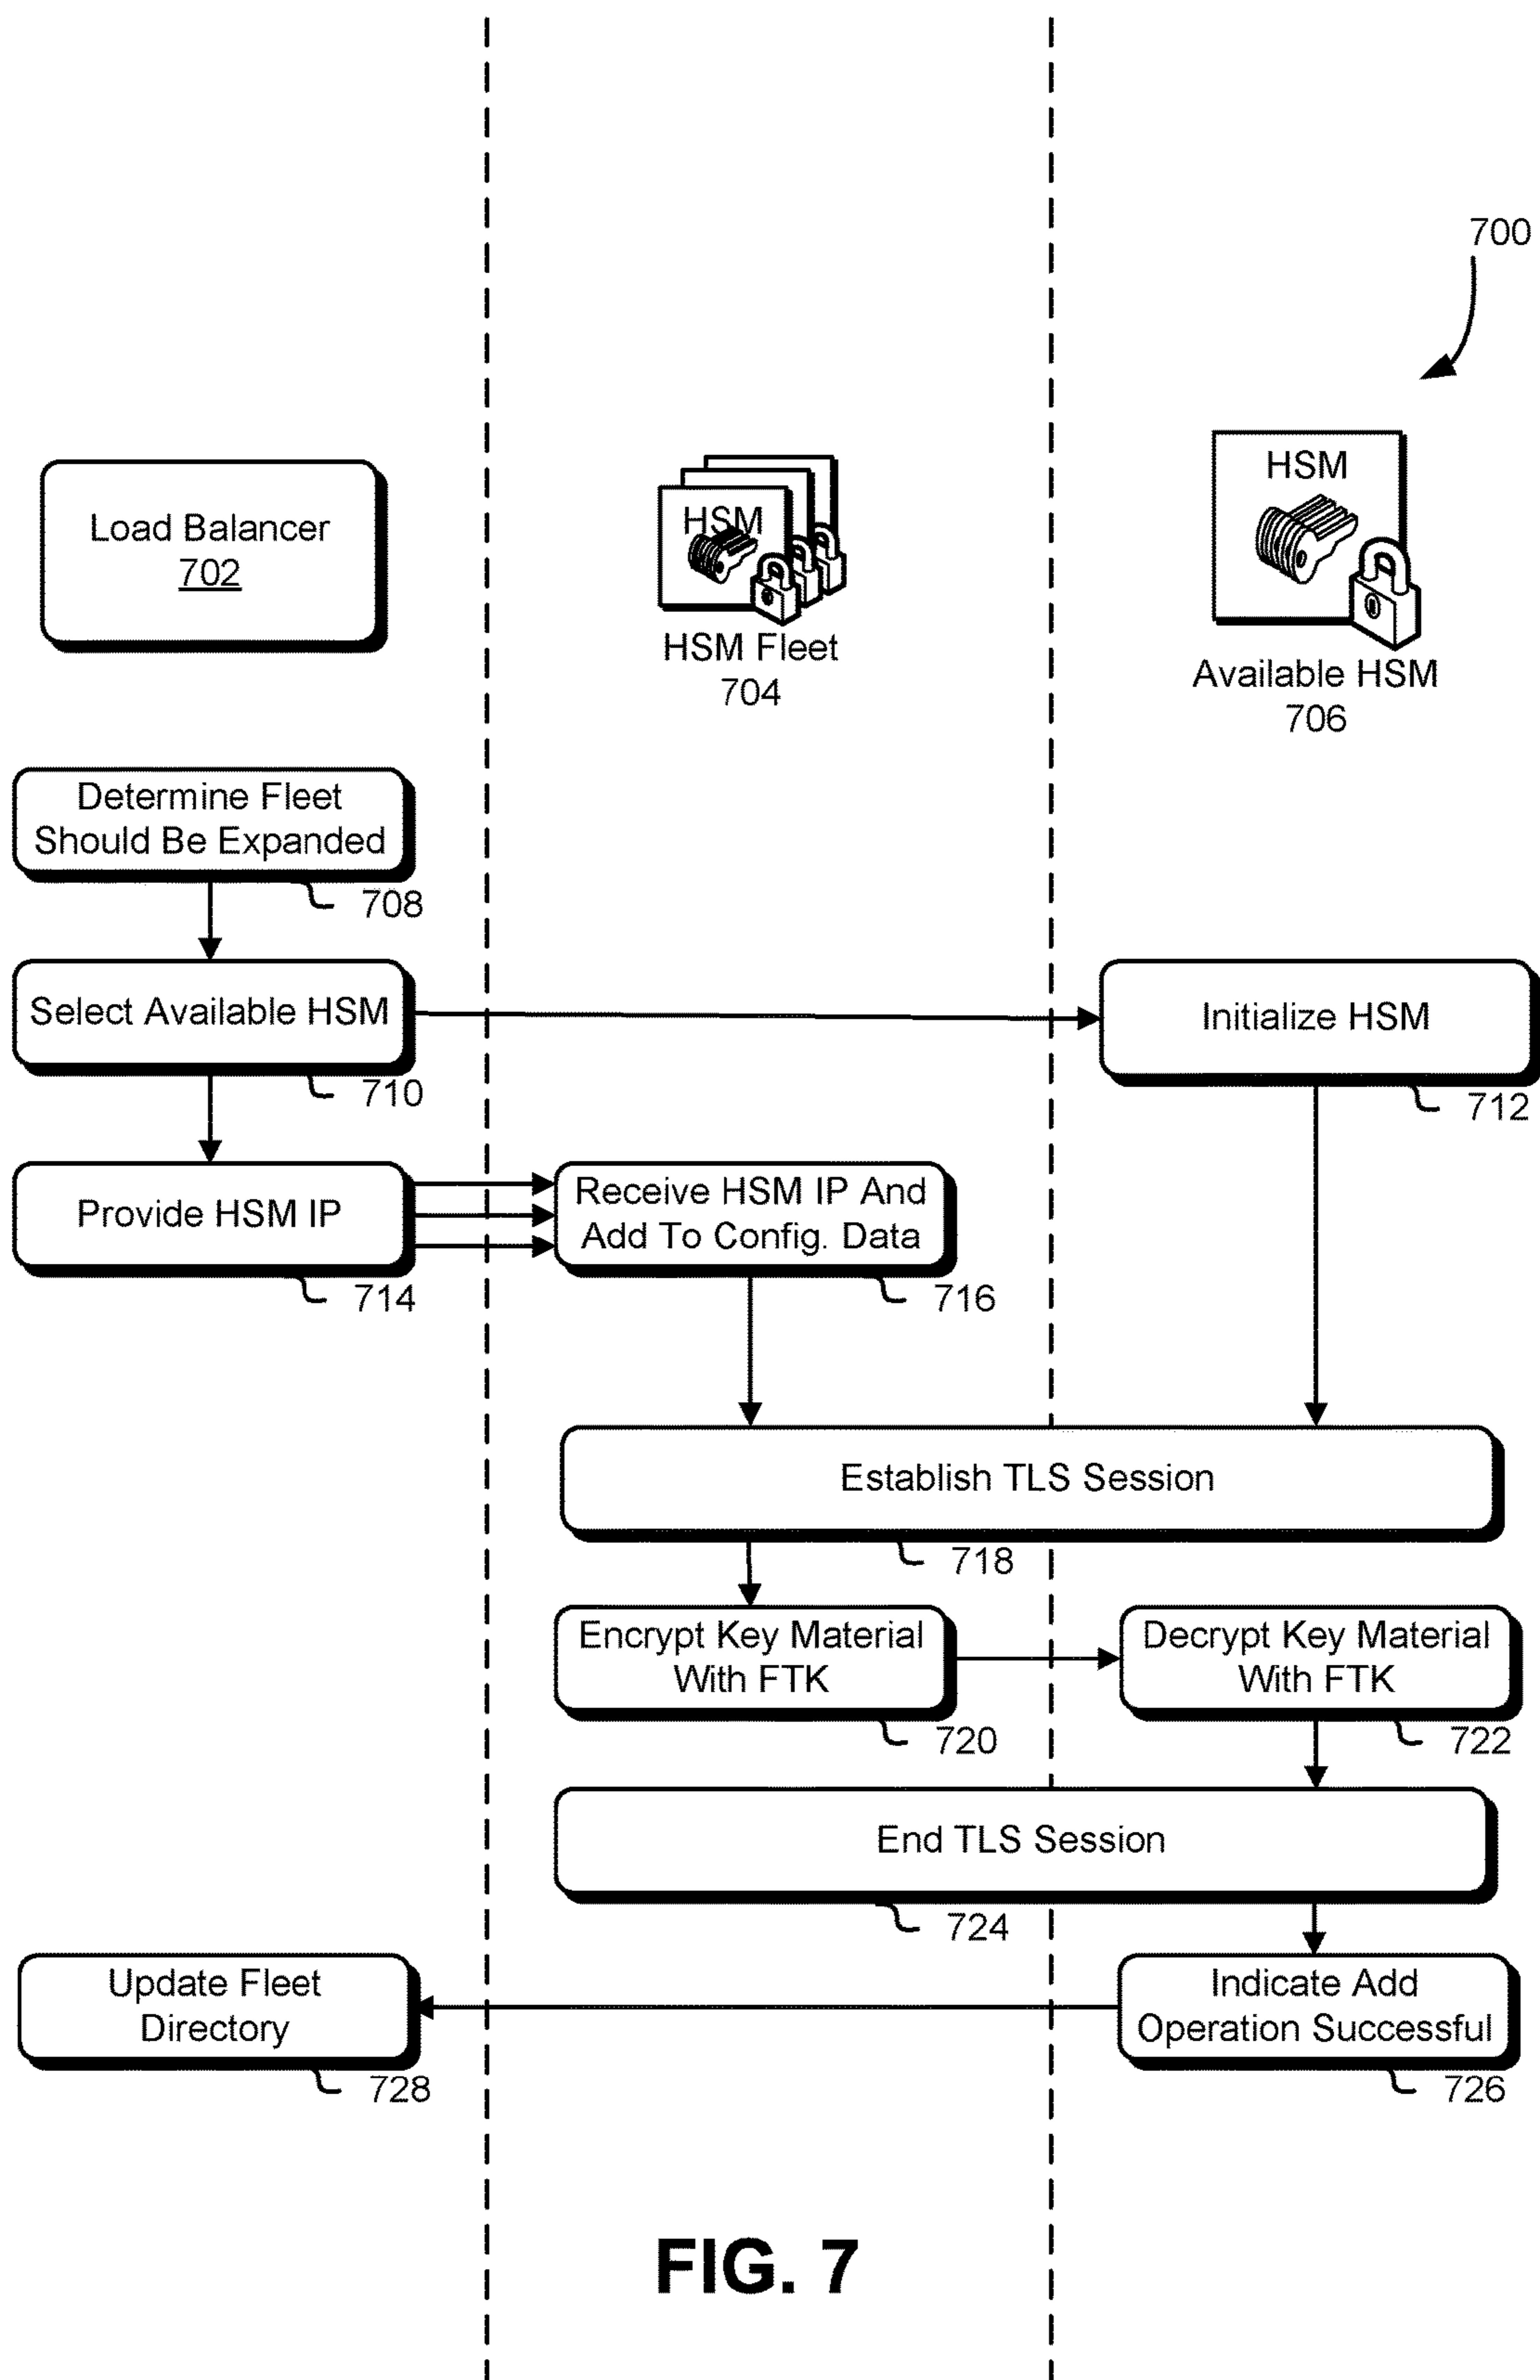 700
Load Balancer
702
HSM
HSM Fleet
704
HSM
Available HSM
706
Determine Fleet
Should Be Expanded
708
Select Available HSM
710
Initialize HSM
712
Provide HSM IP
714
Receive HSM IP And
Add To Config. Data
716
Establish TLS Session
718
Encrypt Key Material
With FTK
720
Decrypt Key Material
With FTK
722
End TLS Session
724
Indicate Add
Operation Successful
726
Update Fleet
Directory
728
FIG. 7